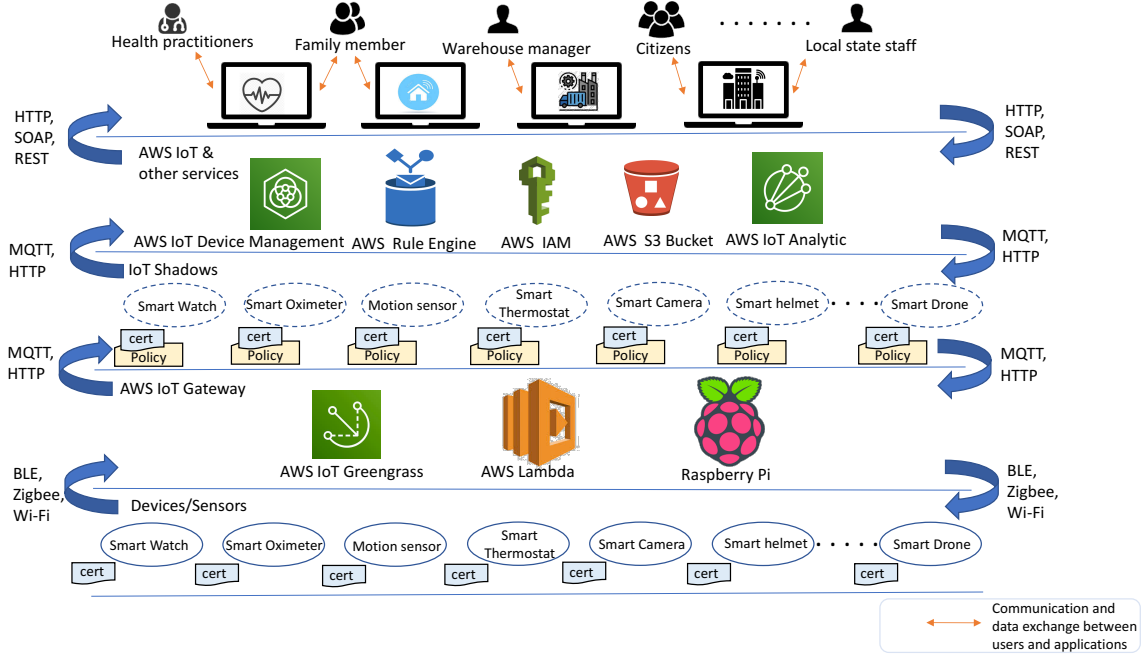 Health practitioners
Family member
Warehouse manager
Citizens
Local state staff
HTTP,
SOAP,
REST
HTTP,
SOAP,
REST
AWS IoT &
other services
AWS IoT Device Management
AWS Rule Engine
AWS IAM
AWS S3 Bucket
AWS IoT Analytic
MQTT,
HTTP
MQTT,
HTTP
IoT Shadows
Smart Watch
Smart Oximeter
Motion sensor
Smart
Thermostat
Smart Camera
Smart helmet
Smart Drone
cert
Policy
cert
Policy
cert
Policy
cert
Policy
cert
Policy
cert
Policy
cert
Policy
MQTT,
HTTP
MQTT,
HTTP
AWS IoT Gateway
AWS IoT Greengrass
AWS Lambda
Raspberry Pi
BLE,
Zigbee,
Wi-Fi
BLE,
Zigbee,
Wi-Fi
Devices/Sensors
Smart Watch
Smart Oximeter
Motion sensor
Smart
Thermostat
Smart Camera
Smart helmet
Smart Drone
cert
cert
cert
cert
cert
cert
cert
Communication and
data exchange between
users and applications